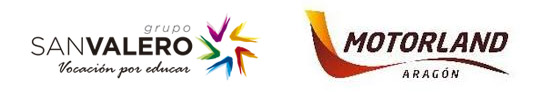 grupo
SANVALERO
Vocación por educar
MOTORLAND
ARAGÓN